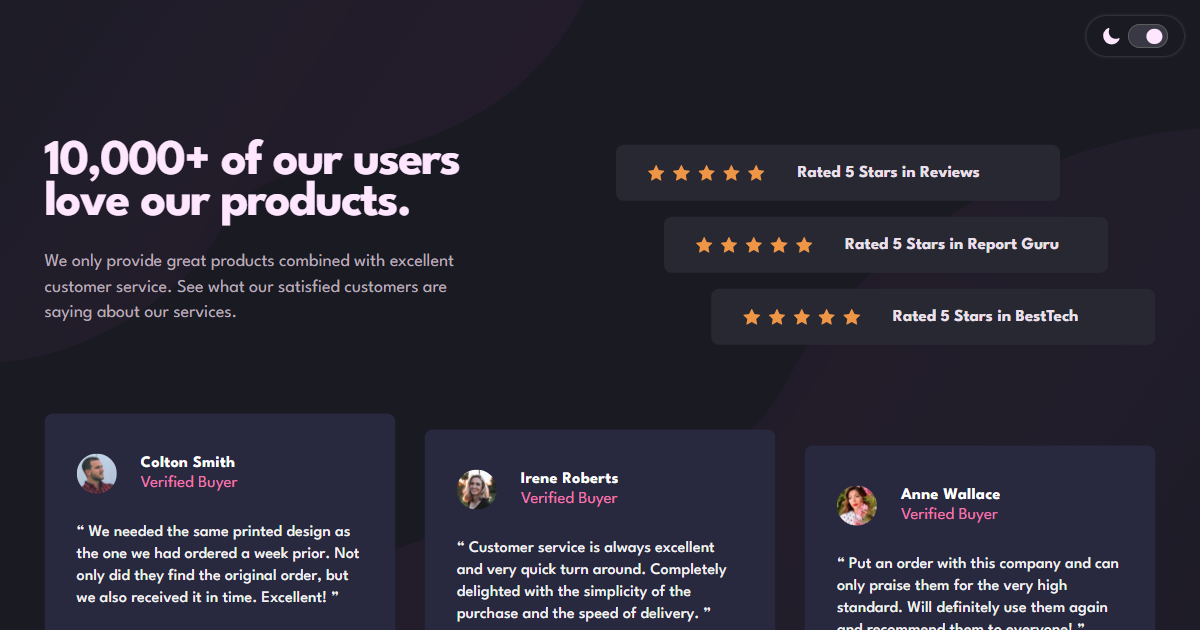 10,000+ of our users
love our products.
We only provide great products combined with excellent
customer service. See what our satisfied customers are
saying about our services.
Rated 5 Stars in Reviews
Rated 5 Stars in Report Guru
Rated 5 Stars in BestTech
Colton Smith
Verified Buyer
“ We needed the same printed design as
the one we had ordered a week prior. Not
only did they find the original order, but
we also received it in time. Excellent! ”
Irene Roberts
Verified Buyer
“ Customer service is always excellent
and very quick turn around. Completely
delighted with the simplicity of the
purchase and the speed of delivery. ”
Anne Wallace
Verified Buyer
“ Put an order with this company and can
only praise them for the very high
standard. Will definitely use them again
and recommend them to everyone! ”